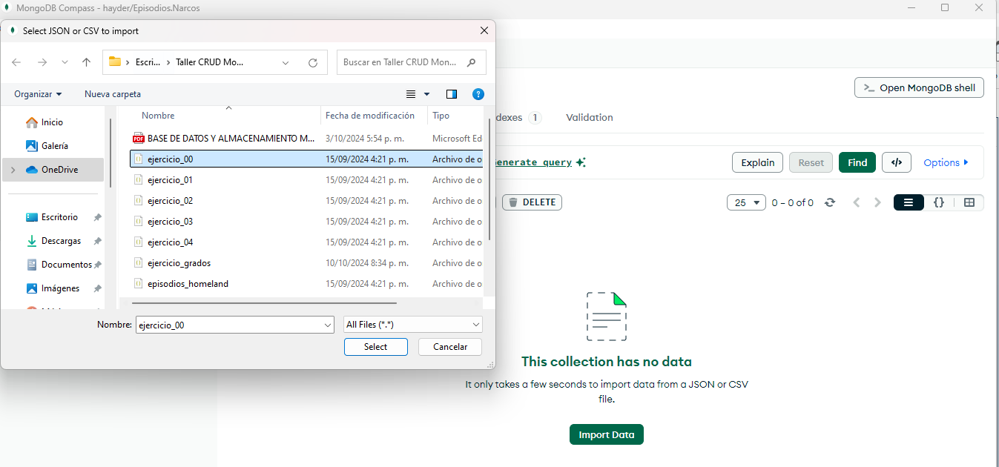 MongoDB Compass - hayder/Episodios.Narcos
Select JSON or CSV to import
Escri... Taller CRUD Mo...
Buscar en Taller CRUD Mon...
Organizar
Nueva carpeta
Open MongoDB shell
Inicio
Galería
OneDrive
Escritorio
Descargas
Documentos
Imágenes
Nombre Fecha de modificación Tipo
PDF BASE DE DATOS Y ALMACENAMIENTO M... 3/10/2024 5:54 p. m. Microsoft Ed
ejercicio_00 15/09/2024 4:21 p. m. Archivo de o
ejercicio_01 15/09/2024 4:21 p. m. Archivo de o
ejercicio_02 15/09/2024 4:21 p. m. Archivo de o
ejercicio_03 15/09/2024 4:21 p. m. Archivo de o
ejercicio_04 15/09/2024 4:21 p. m. Archivo de o
ejercicio_grados 10/10/2024 8:34 p. m. Archivo de o
episodios_homeland 15/09/2024 4:21 p. m. Archivo de o
Nombre: ejercicio_00 All Files (*.*)
Select Cancelar
dexes 1 Validation
enerate query Explain Reset Find </> Options
DELETE 25 0 – 0 of 0 {}
This collection has no data
It only takes a few seconds to import data from a JSON or CSV
file.
Import Data